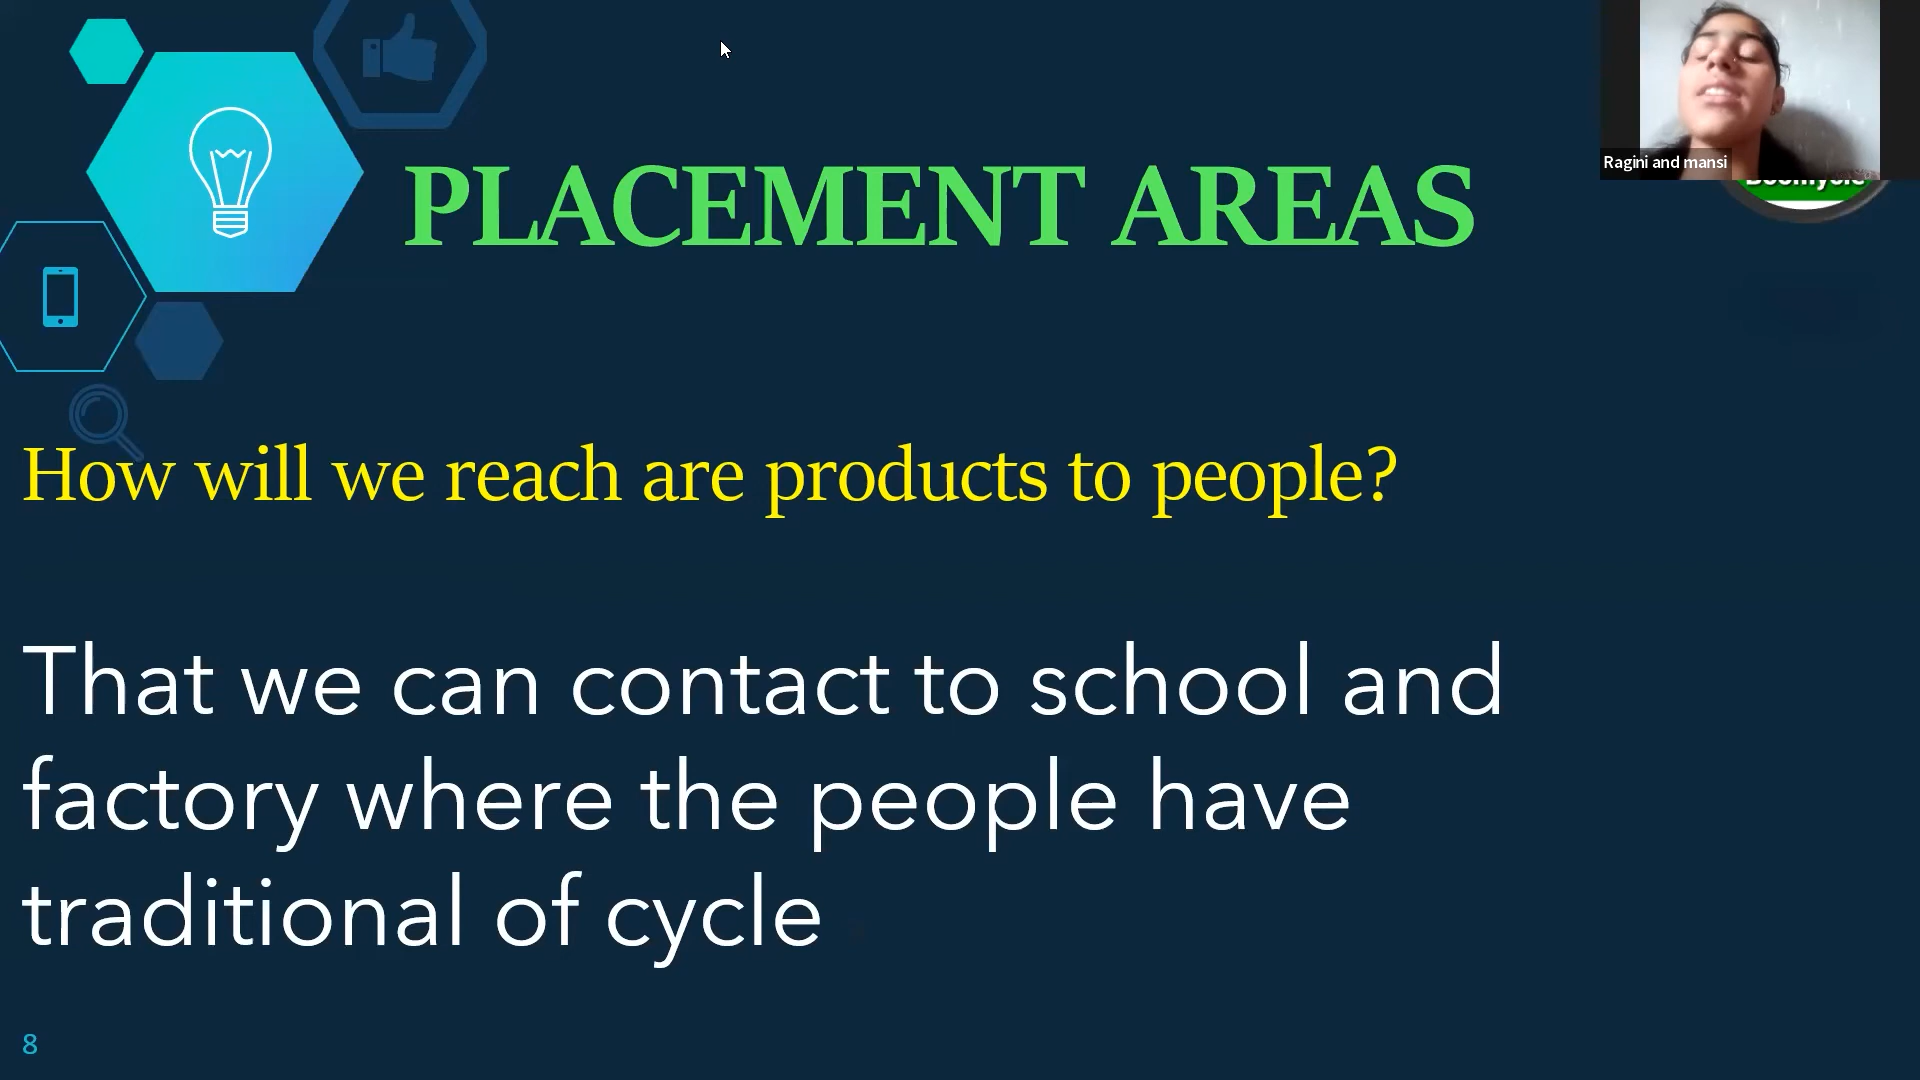 PLACEMENT AREAS
Ragini and mansi
How will we reach are products to people?
That we can contact to school and
factory where the people have
traditional of cycle
8